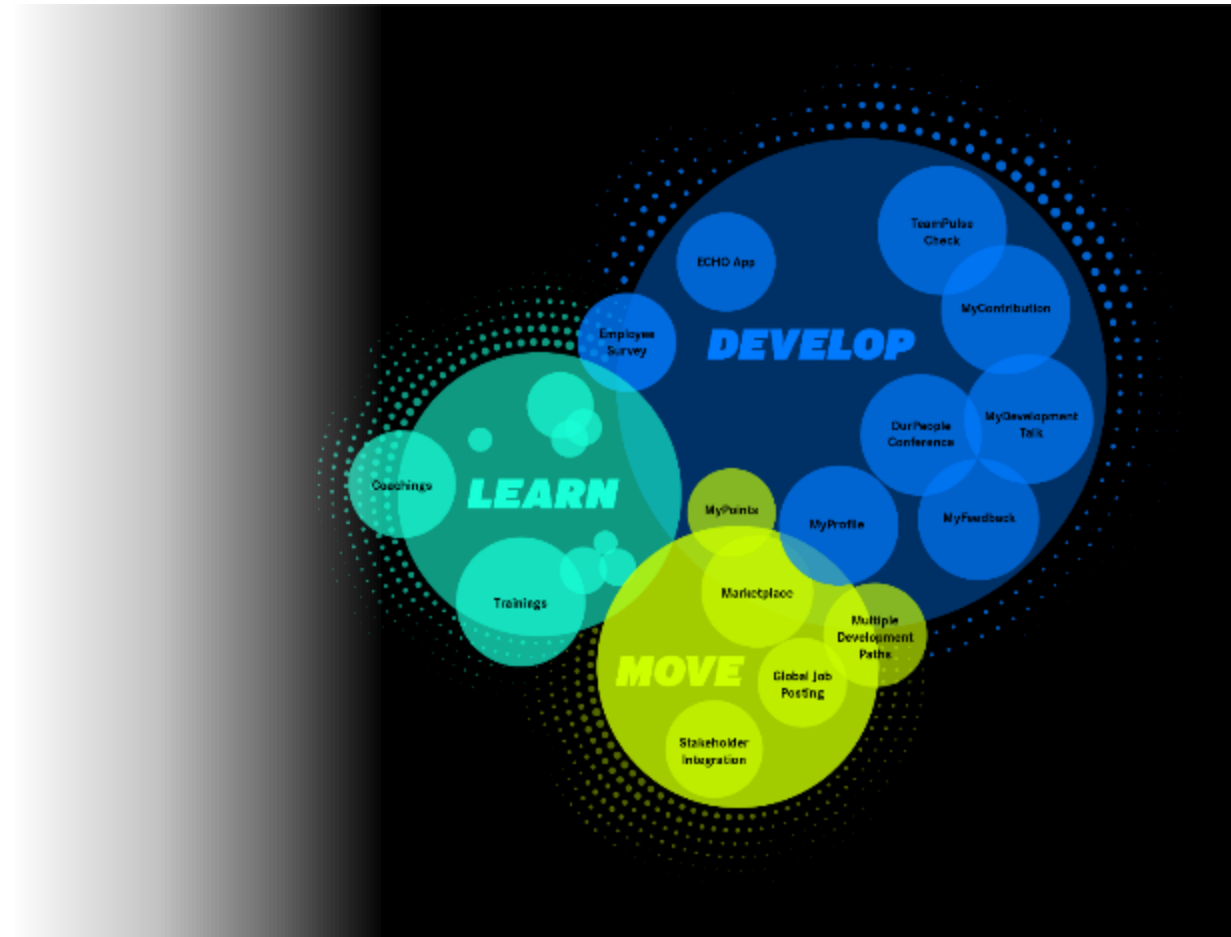 TeamPulse
Check
ECHO App
MyContribution
Employee
Survey
DEVELOP
OurPeople
Conference
MyDevelopment
Talk
Coachings
LEARN
MyPoints
MyProfile
MyFeedback
Trainings
Marketplace
Multiple
Development
Paths
MOVE
Global Job
Posting
Stakeholder
Integration